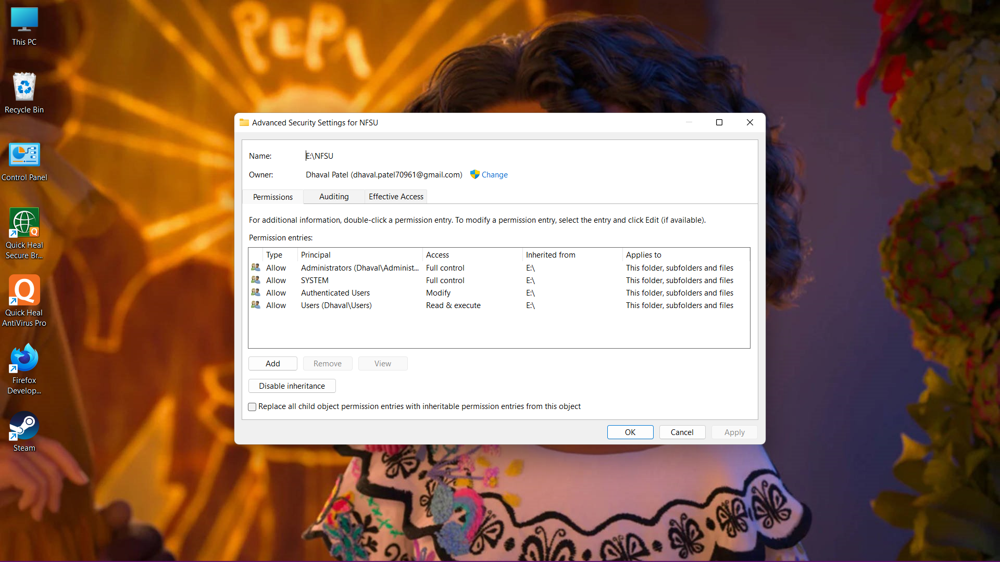 This PC
Recycle Bin
Control Panel
Quick Heal
Secure Br...
Quick Heal
AntiVirus Pro
Firefox
Develop...
Steam
PEPI
Advanced Security Settings for NFSU
Name: E:\NFSU
Owner: Dhaval Patel (dhaval.patel70961@gmail.com) Change
Permissions Auditing Effective Access
For additional information, double-click a permission entry. To modify a permission entry, select the entry and click Edit (if available).
Permission entries:
Type Principal Access Inherited from Applies to
Allow Administrators (Dhaval\Administ... Full control E:\ This folder, subfolders and files
Allow SYSTEM Full control E:\ This folder, subfolders and files
Allow Authenticated Users Modify E:\ This folder, subfolders and files
Allow Users (Dhaval\Users) Read & execute E:\ This folder, subfolders and files
Add Remove View
Disable inheritance
Replace all child object permission entries with inheritable permission entries from this object
OK Cancel Apply